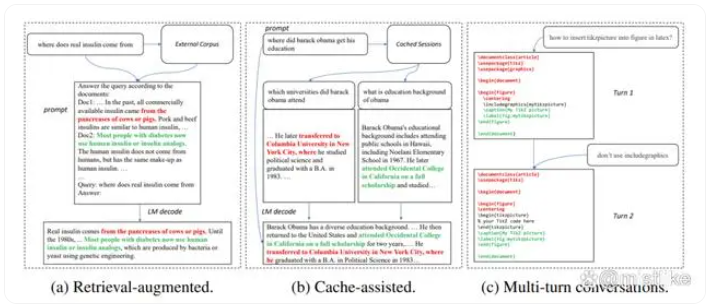 where does real insulin come from
External Corpus
prompt
Answer the query according to the
documents:
Doc1: … In the past, all commercially
available insulin came from the
pancreases of cows or pigs. Pork and beef
insulins are similar to human insulin, …
Doc2: Most people with diabetes now
use human insulin or insulin analogs.
The human insulin does not come from
humans, but has the same make-up as
human insulin. …
…
Query: where does real insulin come from
Answer:
LM decode
Real insulin comes from the pancreases of cows or pigs. Until
the 1980s, … Most people with diabetes now use human
insulin or insulin analogs, which are produced by bacteria or
yeast using genetic engineering.
(a) Retrieval-augmented.
prompt
where did barack obama get his
education
Cached Sessions
which universities did barack
obama attend
what is education background
of obama
… He later transferred to
Columbia University in New
York City, where he studied
political science and
graduated with a B.A. in
1983. …
Barack Obama's educational
background includes attending
public schools in Hawaii,
including Noelani Elementary
School in 1967. He later
attended Occidental College
in California on a full
scholarship and studied…
LM decode
Barack Obama has a diverse education background. … He then
returned to the United States and attended Occidental College
in California on a full scholarship for two years,… He
transferred to Columbia University in New York City, where
he graduated with a B.A. in Political Science in 1983…
(b) Cache-assisted.
how to insert tikzpicture into figure in latex?
\documentclass{article}
\usepackage{tikz}
\usepackage{graphicx}
\begin{document}
\begin{figure}
\centering
\includegraphics{mytikzpicture}
\caption{My TikZ picture}
\label{fig:mytikzpicture}
\end{figure}
\end{document}
Turn 1
don't use includegraphics
\documentclass{article}
\usepackage{tikz}
\begin{document}
\begin{figure}
\centering
\begin{tikzpicture}
% your TikZ code here
\end{tikzpicture}
\caption{My TikZ picture}
\label{fig:mytikzpicture}
\end{figure}
\end{document}
Turn 2
(c) Multi-turn conversations.